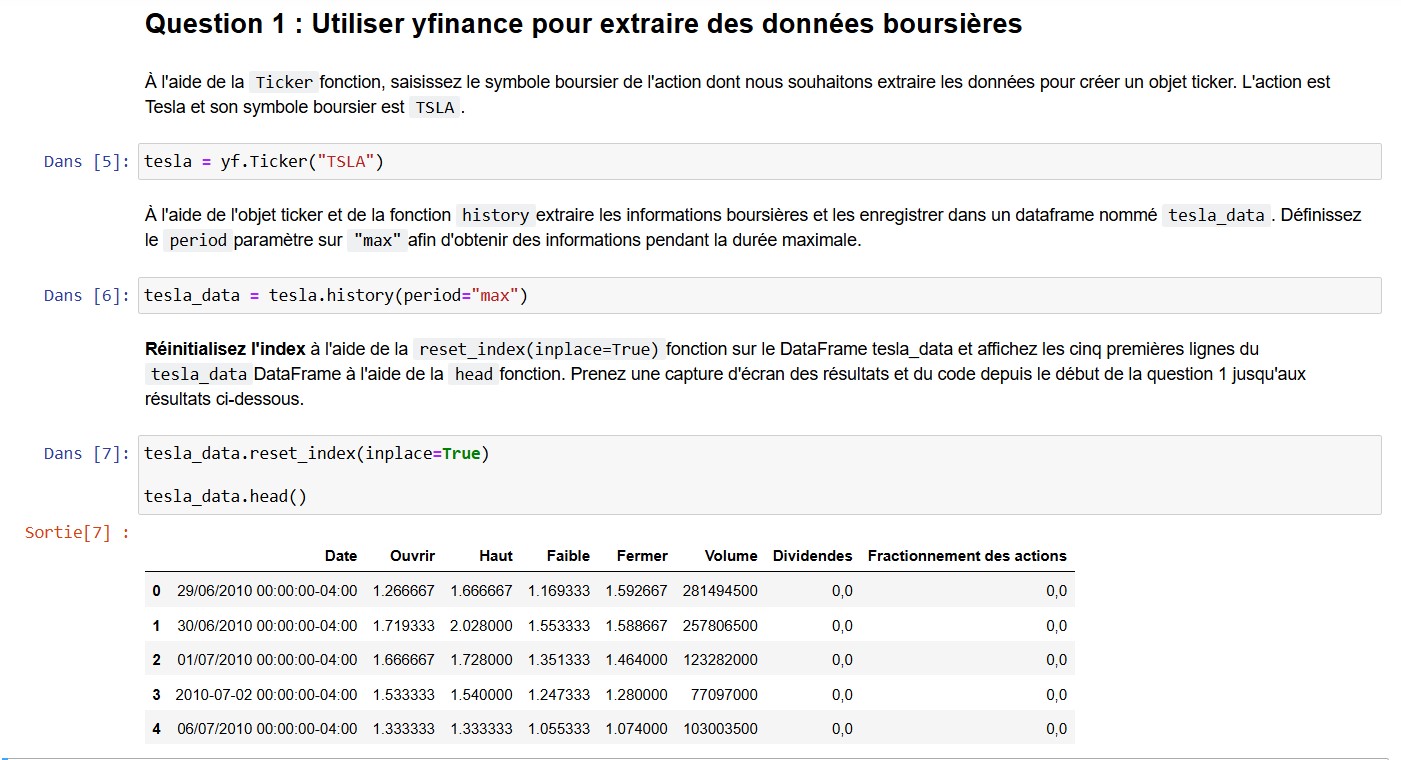 Question 1 : Utiliser yfinance pour extraire des données boursières
À l'aide de la Ticker fonction, saisissez le symbole boursier de l'action dont nous souhaitons extraire les données pour créer un objet ticker. L'action est
Tesla et son symbole boursier est TSLA .
Dans [5]: tesla = yf.Ticker("TSLA")
À l'aide de l'objet ticker et de la fonction history extraire les informations boursières et les enregistrer dans un dataframe nommé tesla_data . Définissez
le period paramètre sur "max" afin d'obtenir des informations pendant la durée maximale.
Dans [6]: tesla_data = tesla.history(period="max")
Réinitialisez l'index à l'aide de la reset_index(inplace=True) fonction sur le DataFrame tesla_data et affichez les cinq premières lignes du
tesla_data DataFrame à l'aide de la head fonction. Prenez une capture d'écran des résultats et du code depuis le début de la question 1 jusqu'aux
résultats ci-dessous.
Dans [7]: tesla_data.reset_index(inplace=True)
tesla_data.head()
Sortie[7] :
Date Ouvrir Haut Faible Fermer Volume Dividendes Fractionnement des actions
0 29/06/2010 00:00:00-04:00 1.266667 1.666667 1.169333 1.592667 281494500 0,0 0,0
1 30/06/2010 00:00:00-04:00 1.719333 2.028000 1.553333 1.588667 257806500 0,0 0,0
2 01/07/2010 00:00:00-04:00 1.666667 1.728000 1.351333 1.464000 123282000 0,0 0,0
3 2010-07-02 00:00:00-04:00 1.533333 1.540000 1.247333 1.280000 77097000 0,0 0,0
4 06/07/2010 00:00:00-04:00 1.333333 1.333333 1.055333 1.074000 103003500 0,0 0,0